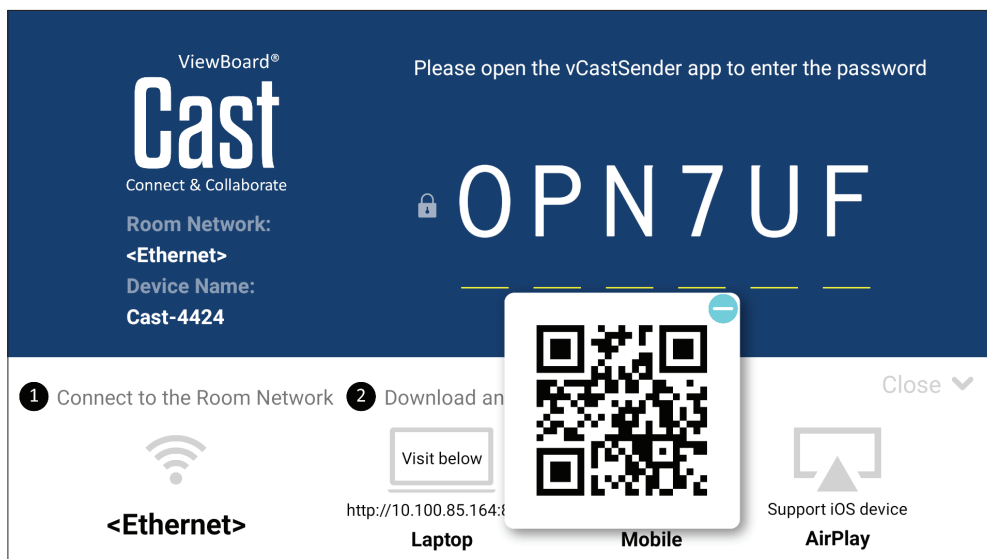 ViewBoard®
Cast
Connect & Collaborate
Room Network:
<Ethernet>
Device Name:
Cast-4424
Please open the vCastSender app to enter the password
OPN7UF
1 Connect to the Room Network
2 Download an
Close
<Ethernet>
Visit below
http://10.100.85.164:8
Laptop
Mobile
Support iOS device
AirPlay